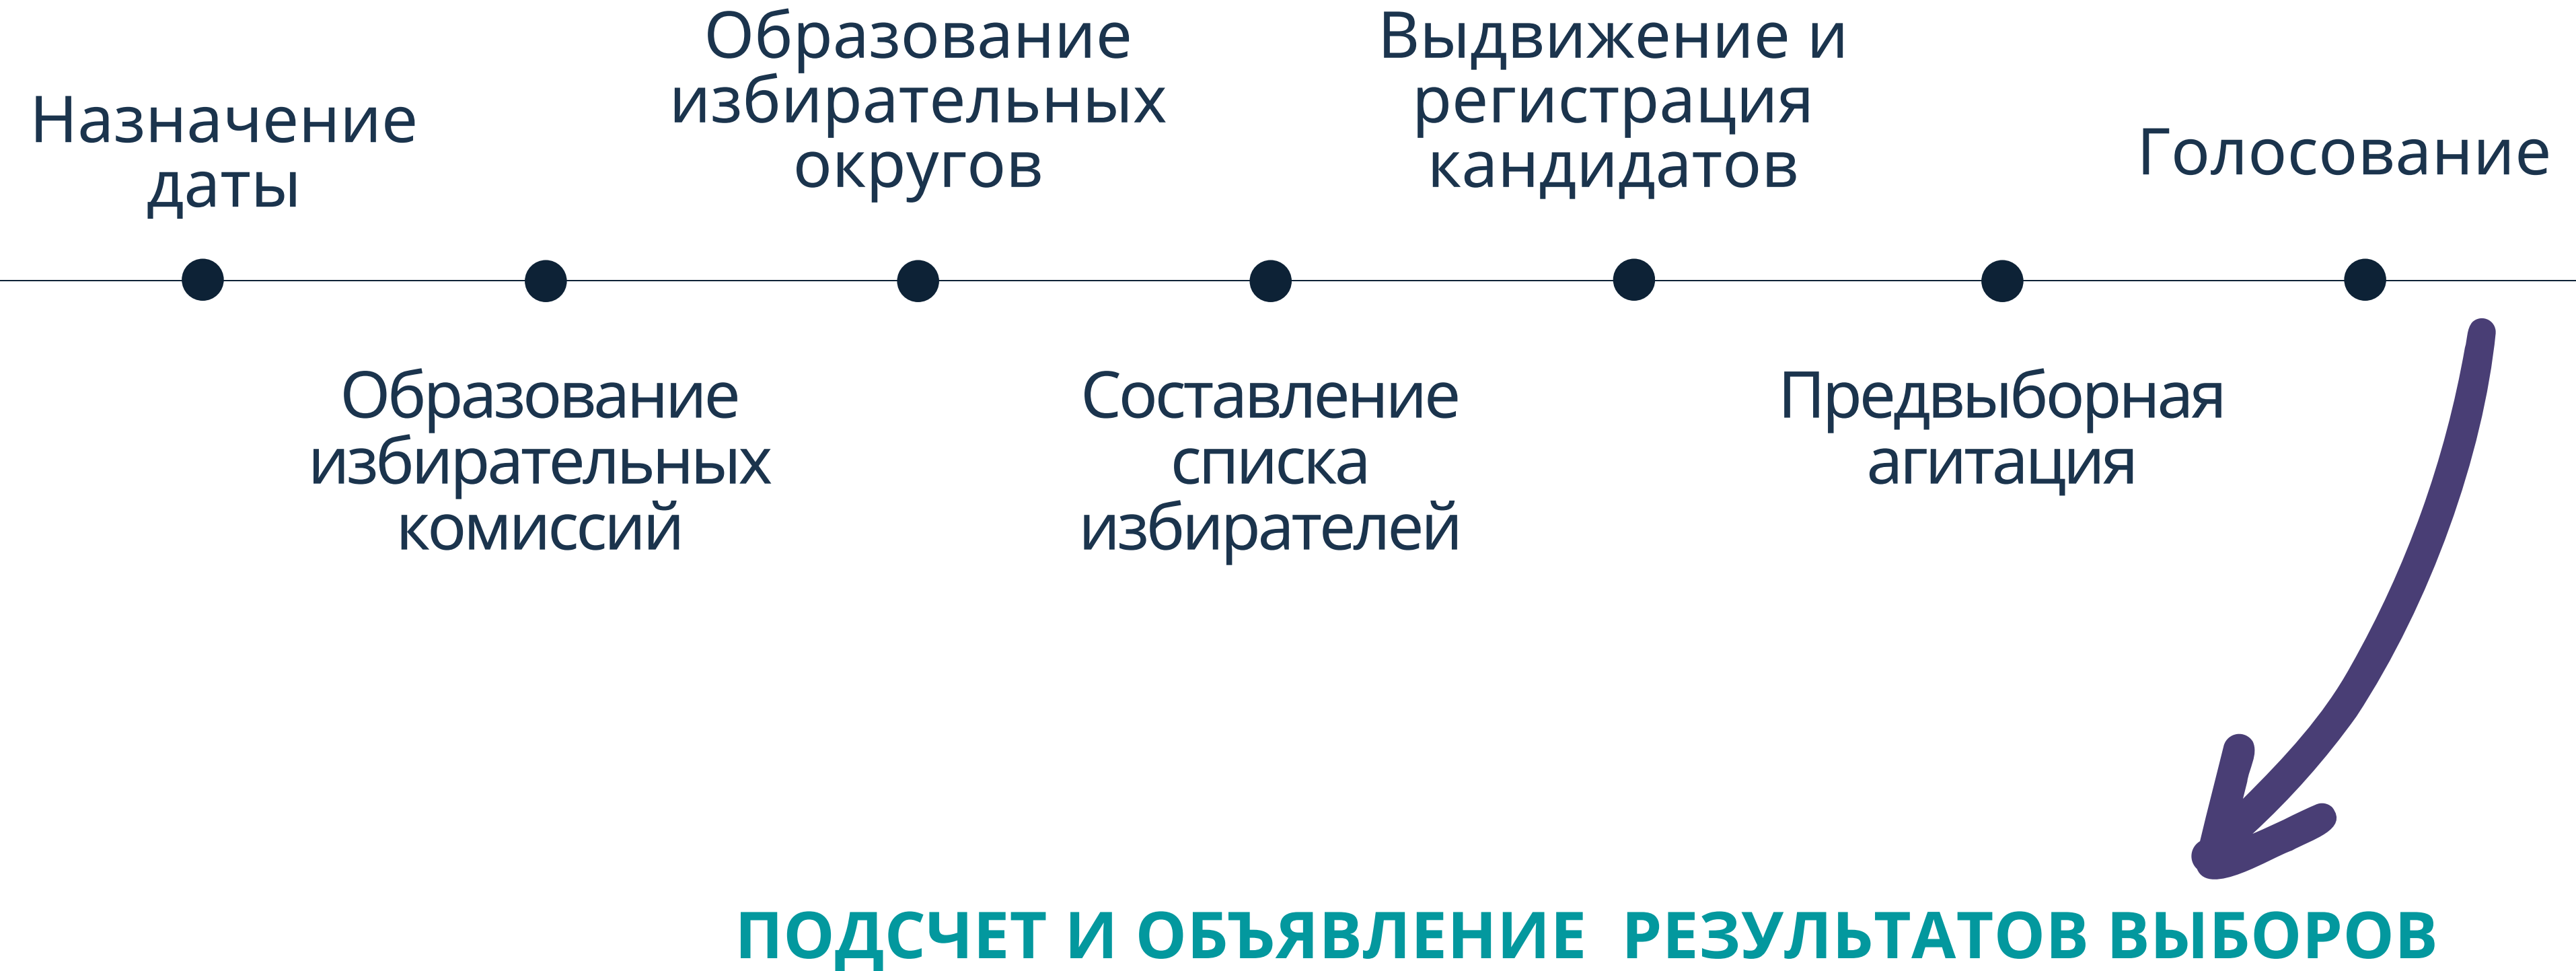 Назначение
даты
Образование
избирательных
комиссий
Образование
избирательных
округов
Составление
списка
избирателей
Выдвижение и
регистрация
кандидатов
Предвыборная
агитация
Голосование
ПОДСЧЕТ И ОБЪЯВЛЕНИЕ РЕЗУЛЬТАТОВ ВЫБОРОВ